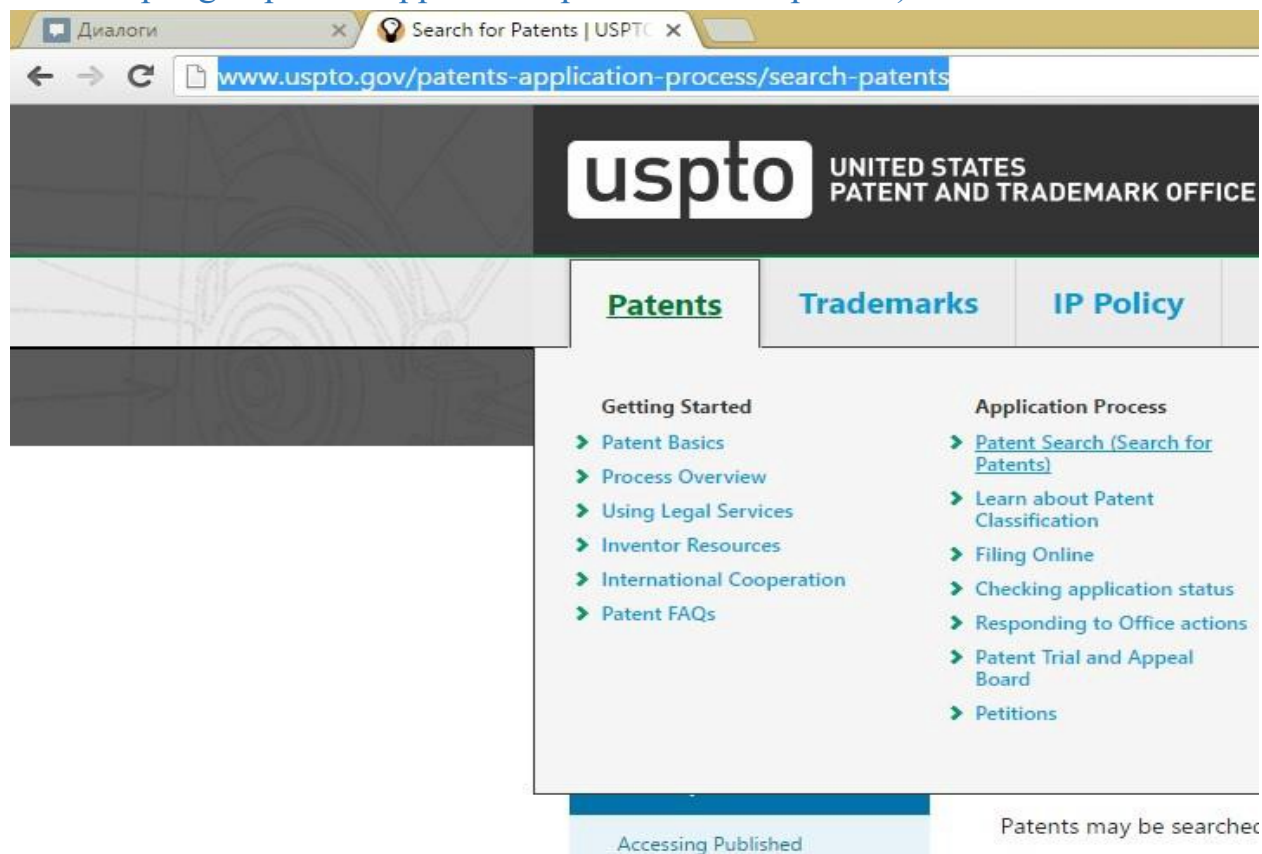 Диалоги
Search for Patents | USPTO
www.uspto.gov/patents-application-process/search-patents
uspto
UNITED STATES
PATENT AND TRADEMARK OFFICE
Patents
Trademarks
IP Policy
Getting Started
Patent Basics
Process Overview
Using Legal Services
Inventor Resources
International Cooperation
Patent FAQs
Application Process
Patent Search (Search for
Patents)
Learn about Patent
Classification
Filing Online
Checking application status
Responding to Office actions
Patent Trial and Appeal
Board
Petitions
Accessing Published
Patents may be searched